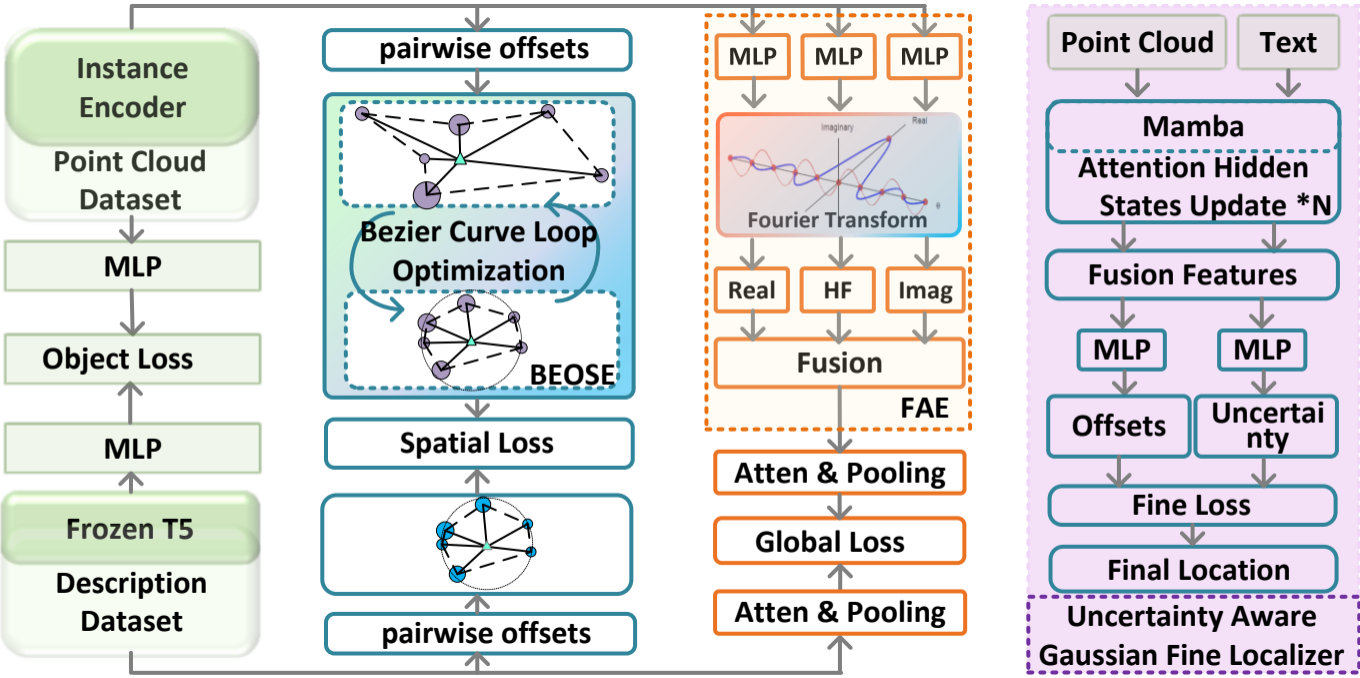 Instance
Encoder
Point Cloud
Dataset
MLP
Object Loss
MLP
Frozen T5
Description
Dataset
pairwise offsets
Bezier Curve Loop
Optimization
BEOSE
Spatial Loss
pairwise offsets
MLP MLP MLP
Imaginary Real
θ
Fourier Transform
Real HF Imag
Fusion
FAE
Atten & Pooling
Global Loss
Atten & Pooling
Point Cloud Text
Mamba
Attention Hidden
States Update *N
Fusion Features
MLP MLP
Offsets
Uncertai
nty
Fine Loss
Final Location
Uncertainty Aware
Gaussian Fine Localizer